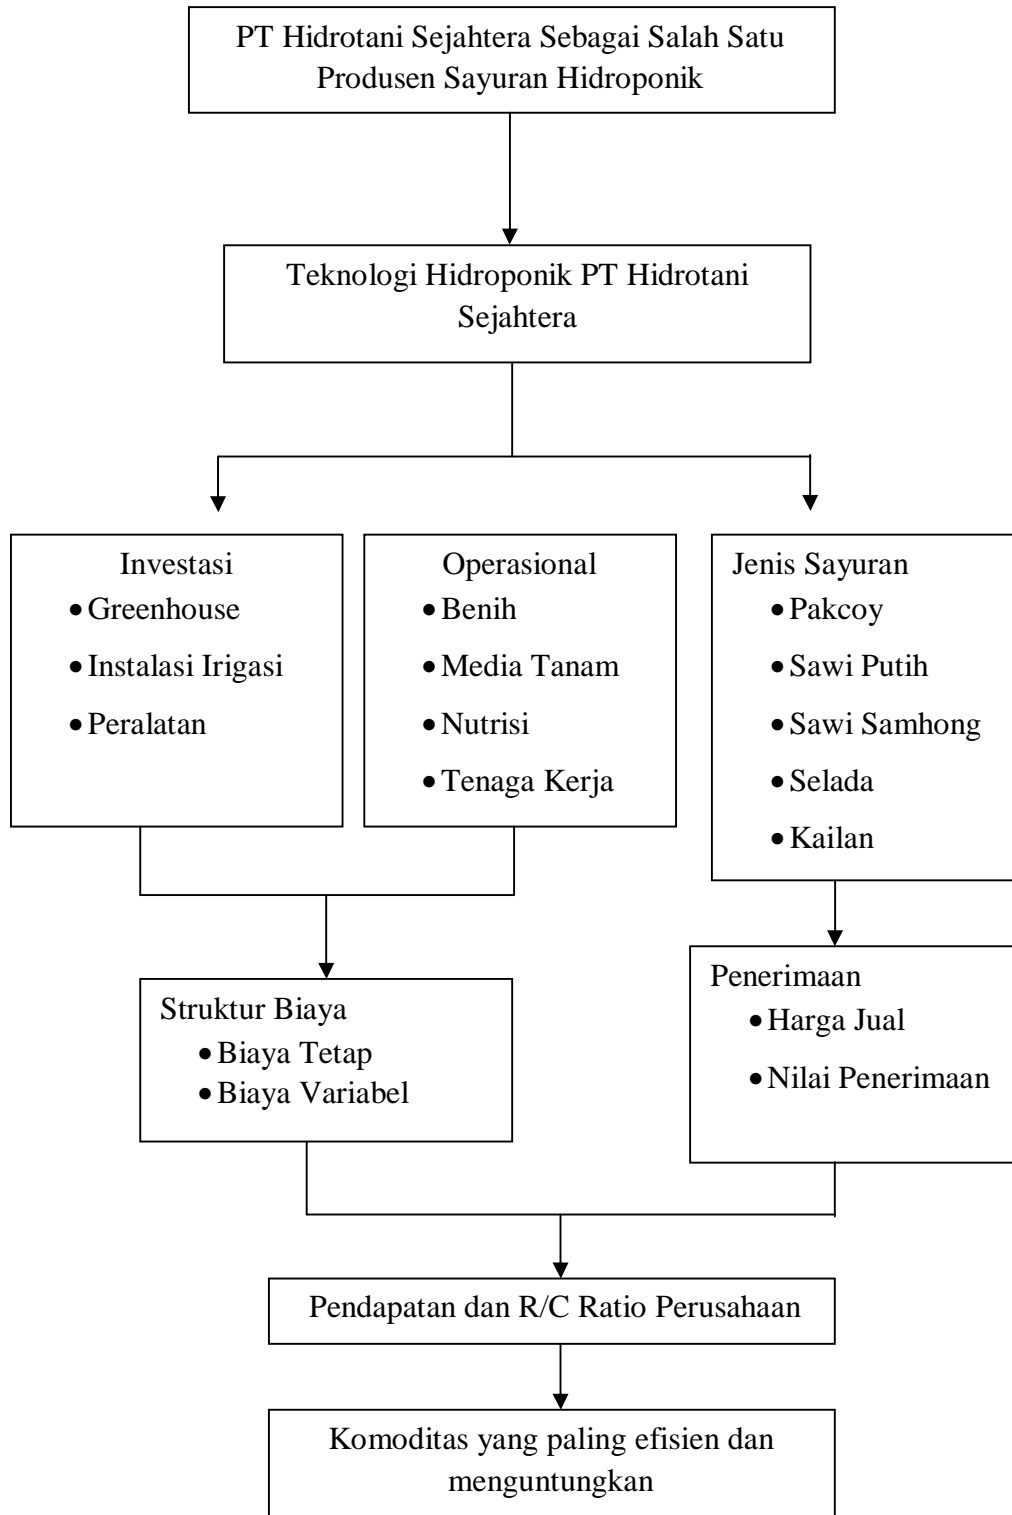 PT Hidrotani Sejahtera Sebagai Salah Satu
Produsen Sayuran Hidroponik
Teknologi Hidroponik PT Hidrotani
Sejahtera
Investasi
• Greenhouse
• Instalasi Irigasi
• Peralatan
Operasional
• Benih
• Media Tanam
• Nutrisi
• Tenaga Kerja
Jenis Sayuran
• Pakcoy
• Sawi Putih
• Sawi Samhong
• Selada
• Kailan
Struktur Biaya
• Biaya Tetap
• Biaya Variabel
Penerimaan
• Harga Jual
• Nilai Penerimaan
Pendapatan dan R/C Ratio Perusahaan
Komoditas yang paling efisien dan
menguntungkan